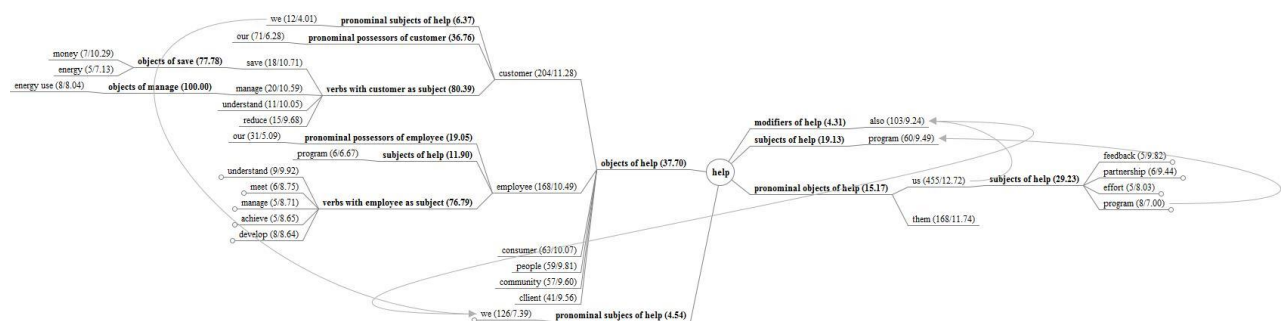 we (12/4.01) pronominal subjects of help (6.37)
our (71/6.28) pronominal possessors of customer (36.76)
money (7/10.29)
energy (5/7.13)
objects of save (77.78)
save (18/10.71)
customer (204/11.28)
energy use (8/8.04) objects of manage (100.00) manage (20/10.59)
verbs with customer as subject (80.39)
understand (11/10.05)
reduce (15/9.68)
our (31/5.09) pronominal possessors of employee (19.05)
program (6/6.67) subjects of help (11.90)
understand (9/9.92)
meet (6/8.75)
manage (5/8.71)
achieve (5/8.65)
develop (8/8.64)
verbs with employee as subject (76.79)
employee (168/10.49)
objects of help (37.70)
consumer (63/10.07)
people (59/9.81)
community (57/9.60)
cllient (41/9.56)
we (126/7.39) pronominal subjecs of help (4.54)
help
modifiers of help (4.31) also (103/9.24)
subjects of help (19.13) program (60/9.49)
pronominal objects of help (15.17)
us (455/12.72) subjects of help (29.23)
them (168/11.74)
feedback (5/9.82)
partnership (6/9.44)
effort (5/8.03)
program (8/7.00)